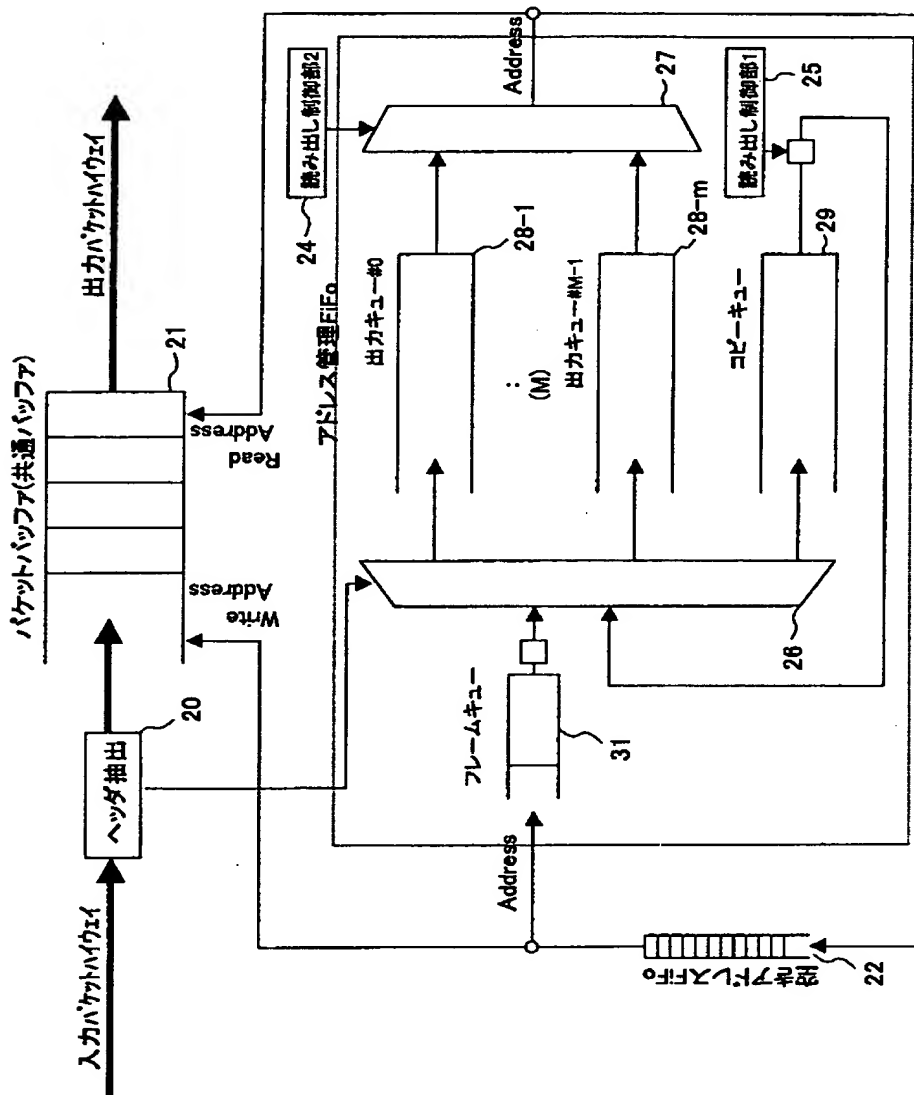 入力パケットハイウェイ
ヘッダ抽出
20
パケットバッファ(共通バッファ)
21
出力パケットハイウェイ
Write
Address
Read
Address
アドレス管理FiFo
24
読み出し制御部2
Address
27
出力キュー#0
28-1
:
(M)
出力キュー#M-1
28-m
コピーキュー
29
読み出し制御部1
25
フレームキュー
31
26
Address
空きアドレスFiFo
22